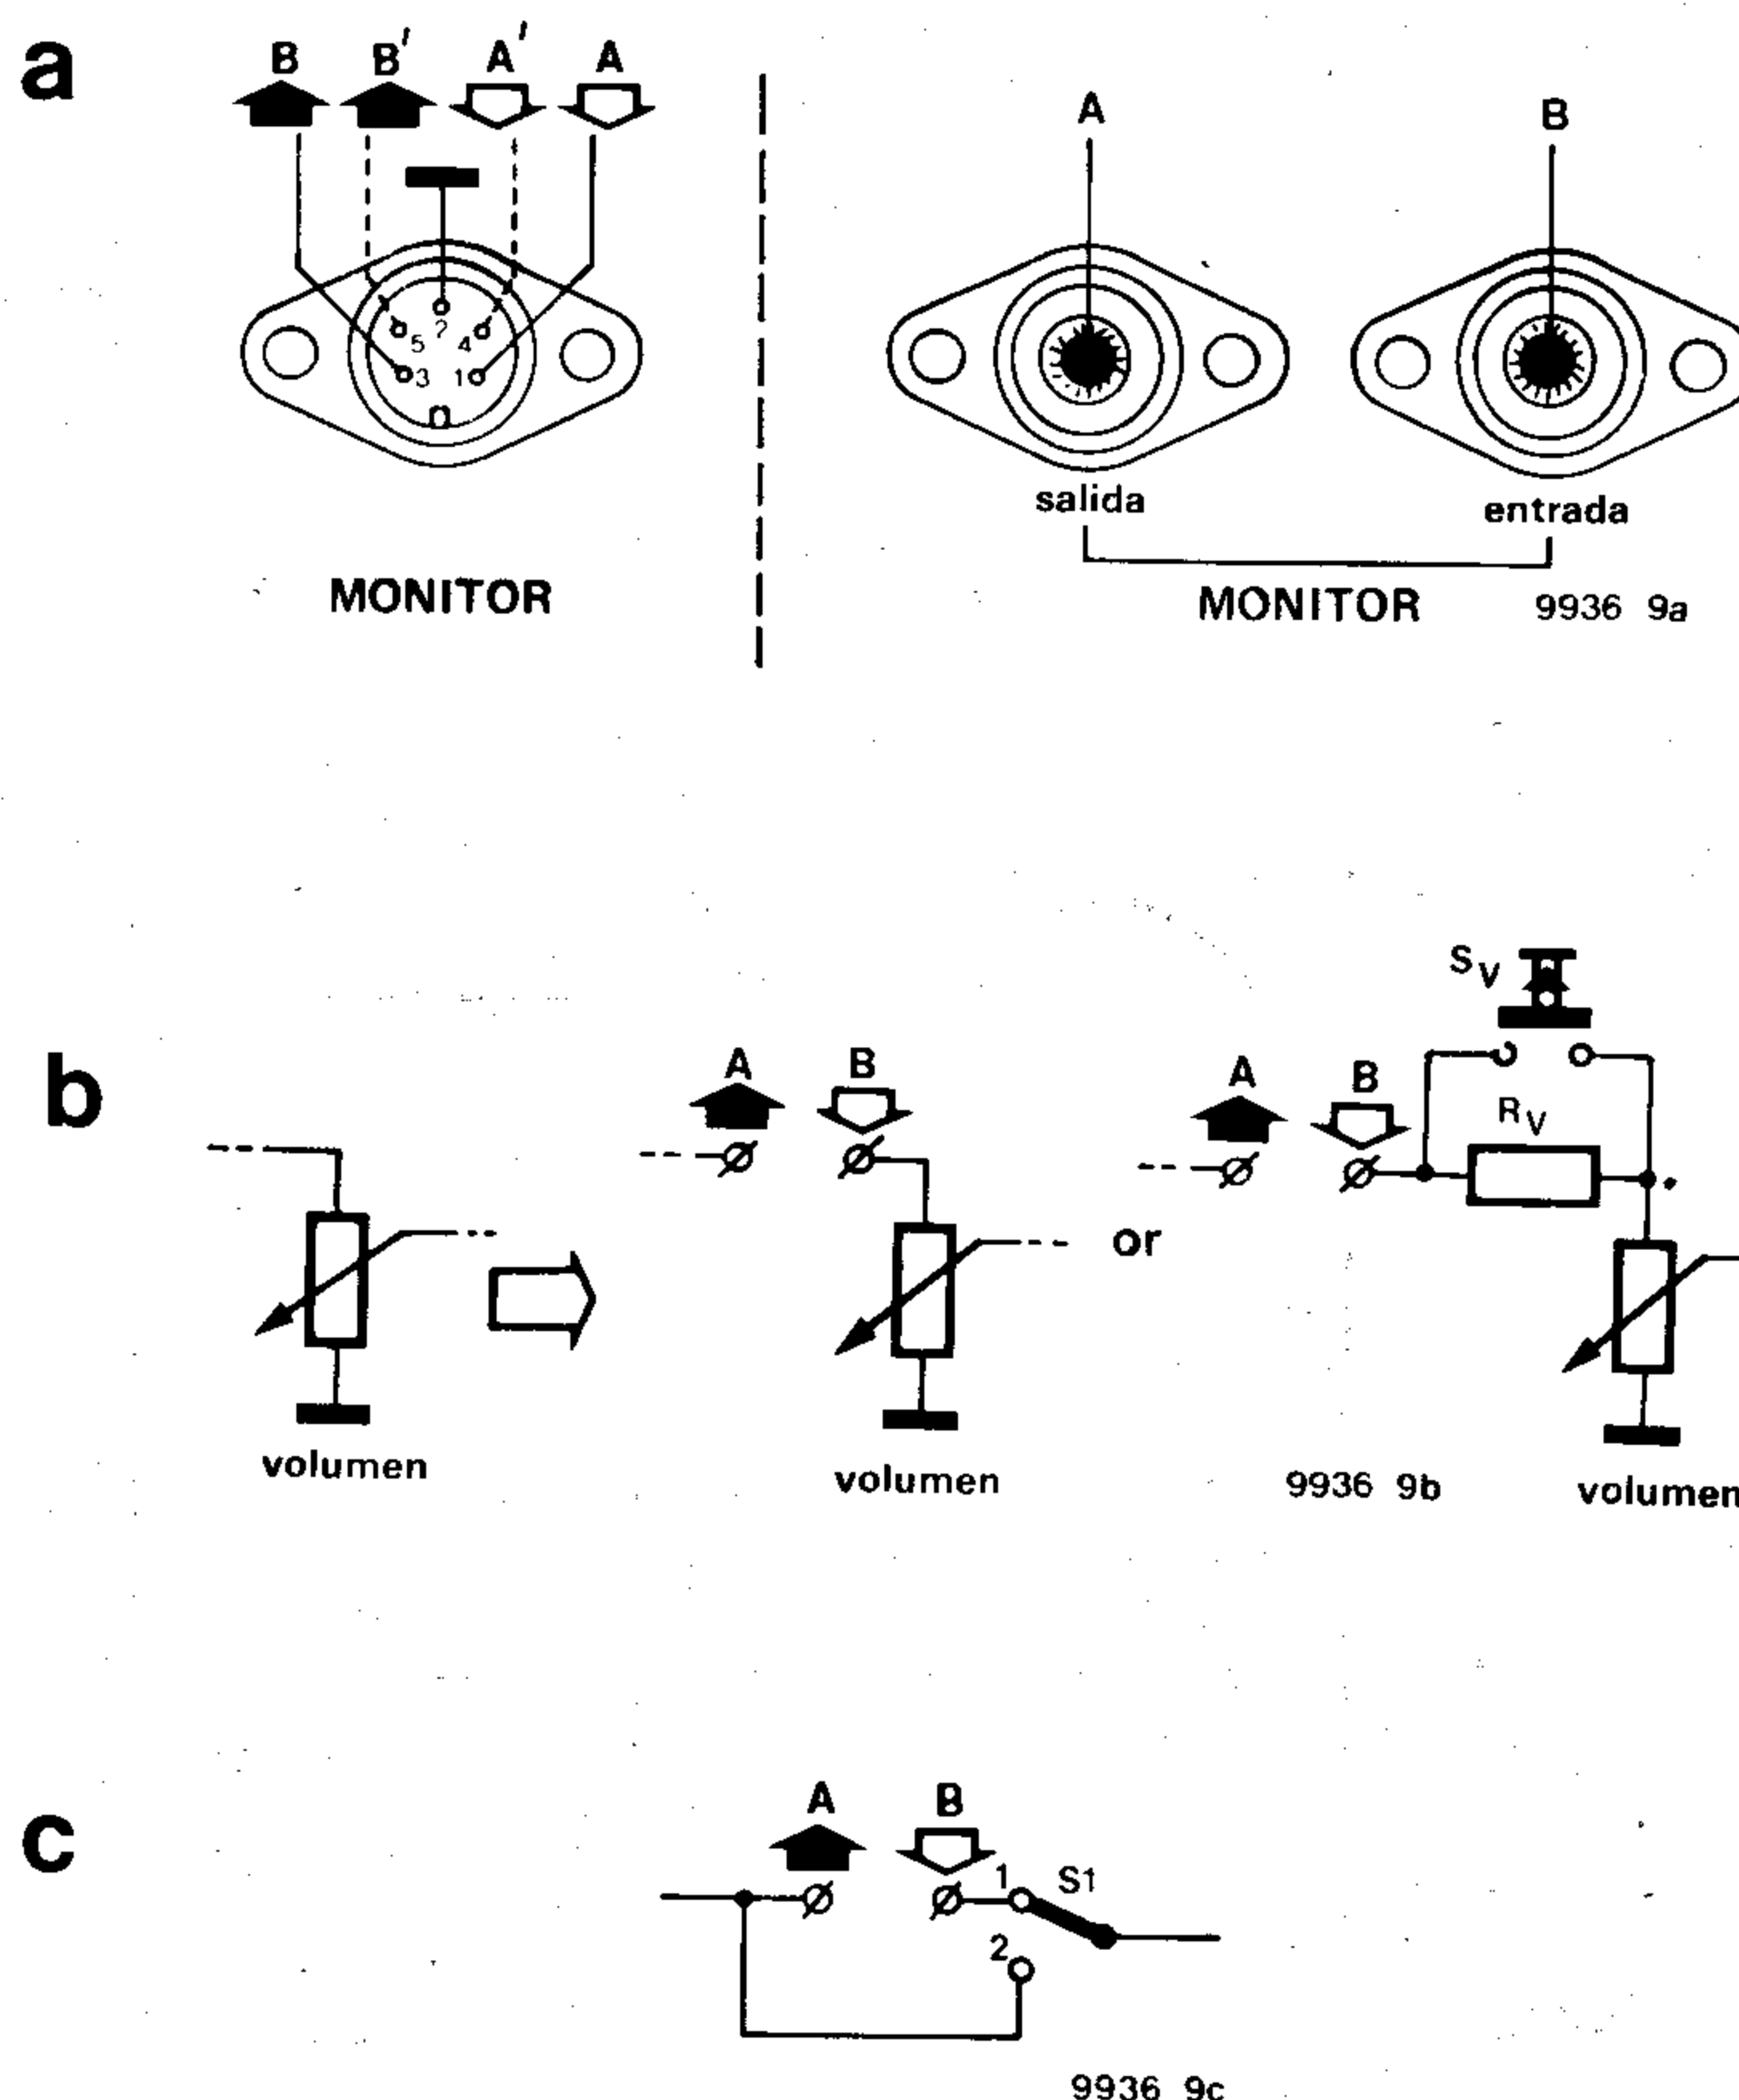 a
B B' A' A
A B
5 2 4
3 1
salida
entrada
MONITOR
MONITOR 9936 9a
b
S V
A B
A B
R V
or
volumen
volumen
9936 9b
volumen
c
A B
1 S1
2
9936 9c